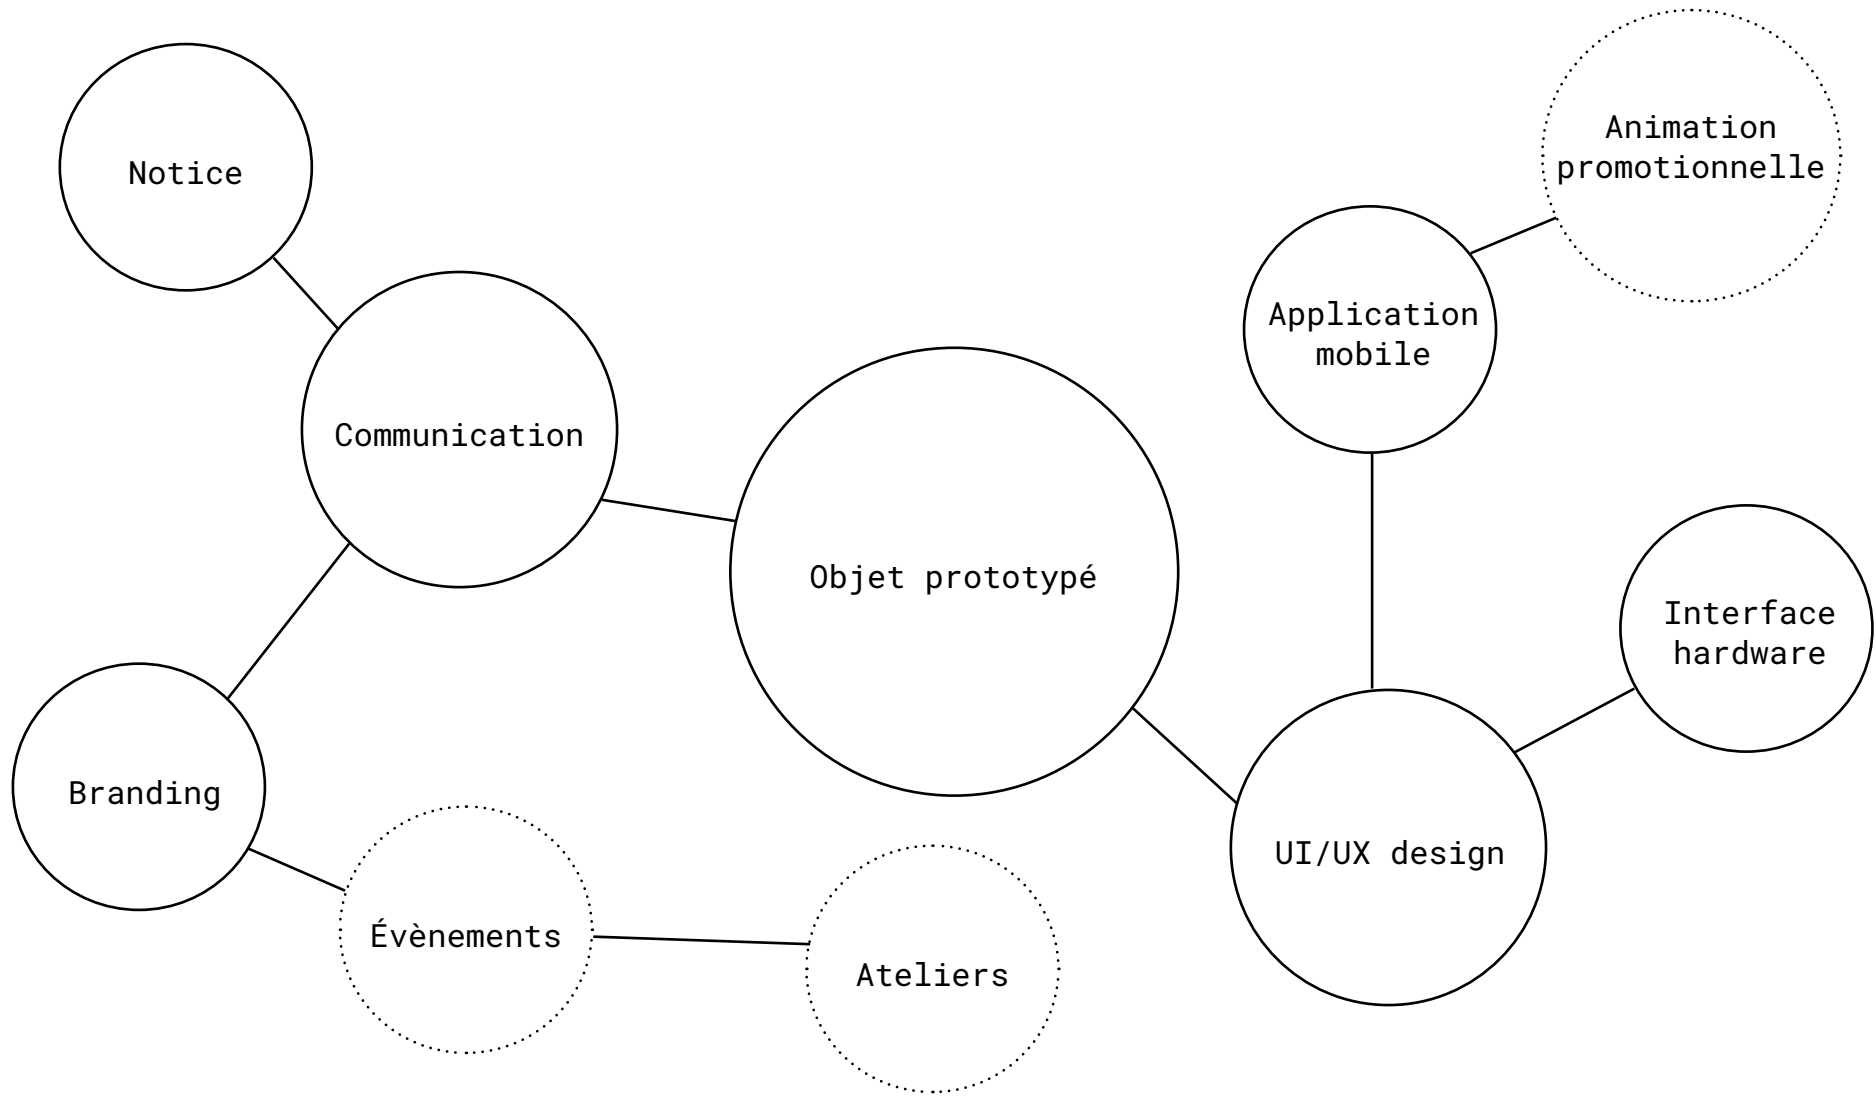 Animation
promotionnelle
Notice
Application
mobile
Communication
Objet prototypé
Interface
hardware
Branding
UI/UX design
Évènements
Ateliers